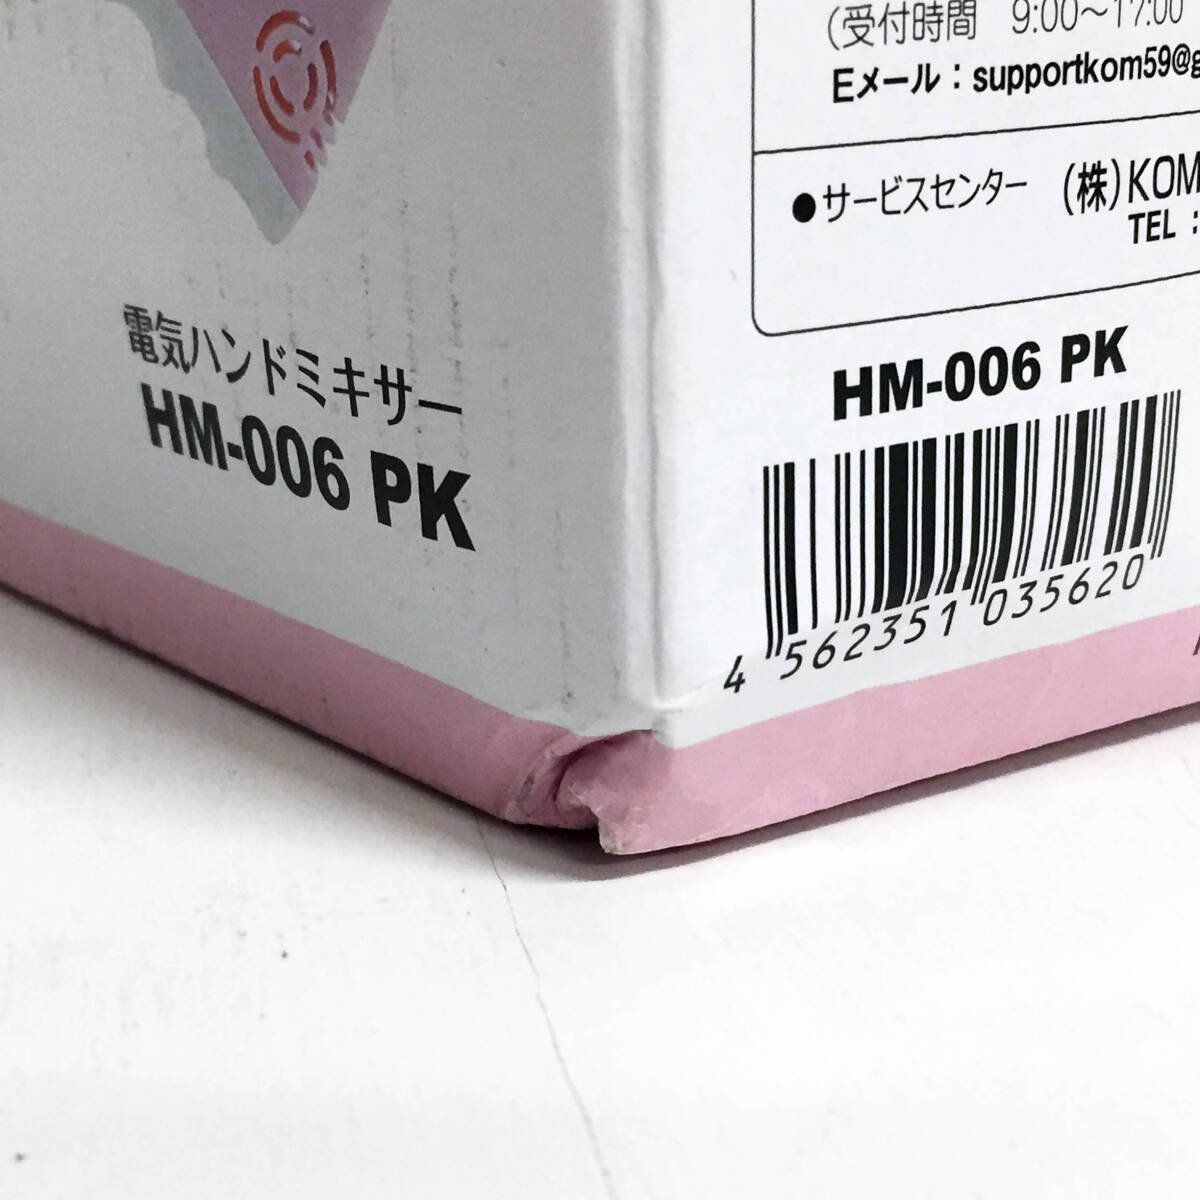 電気ハンドミキサー
HM-006 PK
(受付時間 9:00～17:00
Eメール：supportkom59@g
●サービスセンター (株)KOM
TEL：
HM-006 PK
4 562351 035620